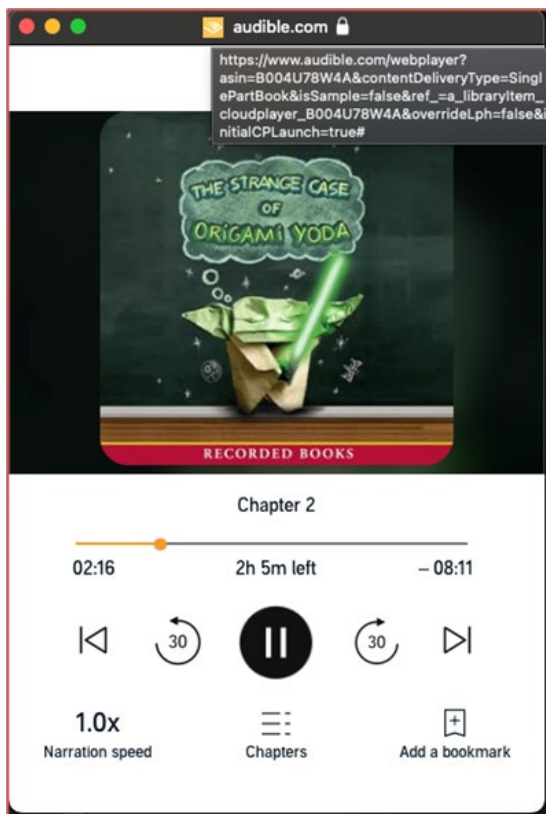 audible.com
https://www.audible.com/webplayer?
asin=B004U78W4A&contentDeliveryType=Singl
ePartBook&isSample=false&ref_=a_libraryItem_
cloudplayer_B004U78W4A&overrideLph=false&i
nitialCPLaunch=true#
THE STRANGE CASE
OF
ORIGAMI YODA
RECORDED BOOKS
Chapter 2
02:16 2h 5m left – 08:11
30 30
1.0x
Narration speed Chapters Add a bookmark